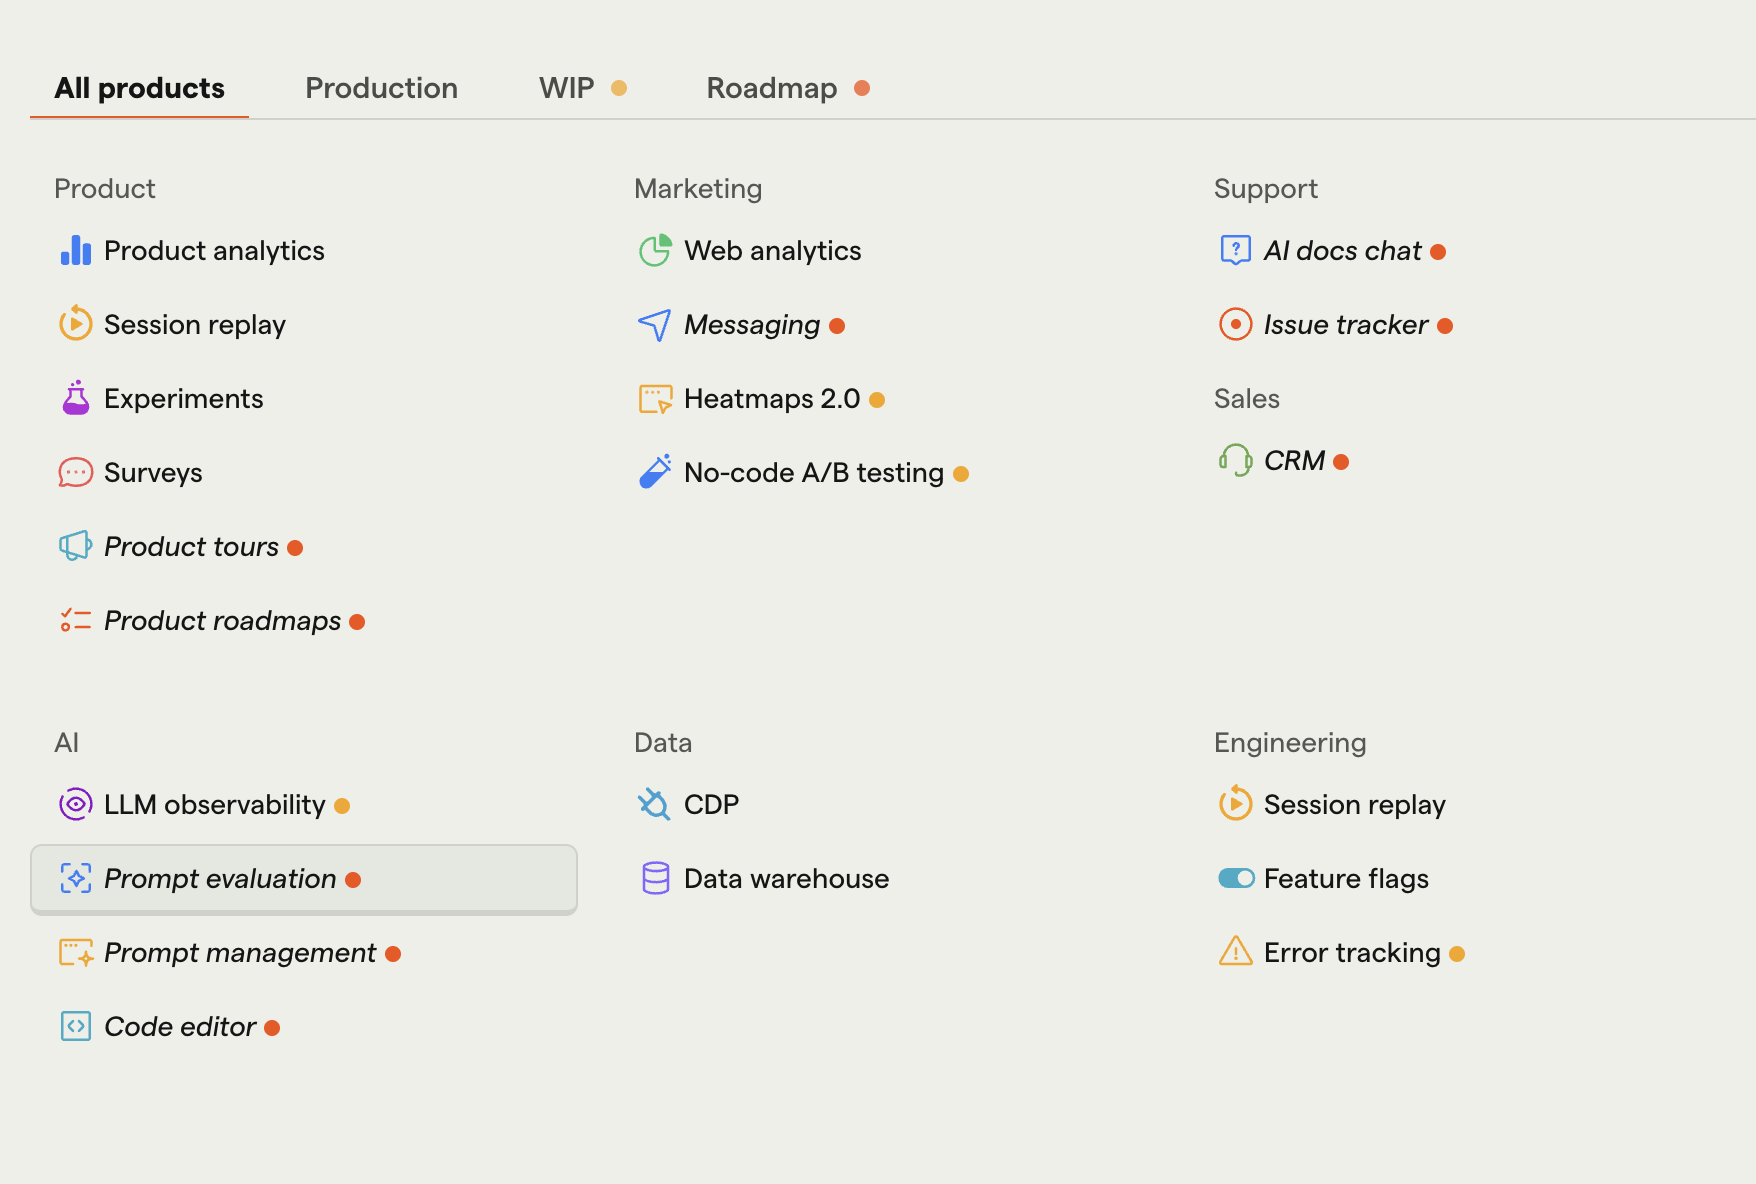 All products
Production
WIP
Roadmap
Product
Product analytics
Session replay
Experiments
Surveys
Product tours
Product roadmaps
Marketing
Web analytics
Messaging
Heatmaps 2.0
No-code A/B testing
Support
AI docs chat
Issue tracker
Sales
CRM
AI
LLM observability
Prompt evaluation
Prompt management
Code editor
Data
CDP
Data warehouse
Engineering
Session replay
Feature flags
Error tracking